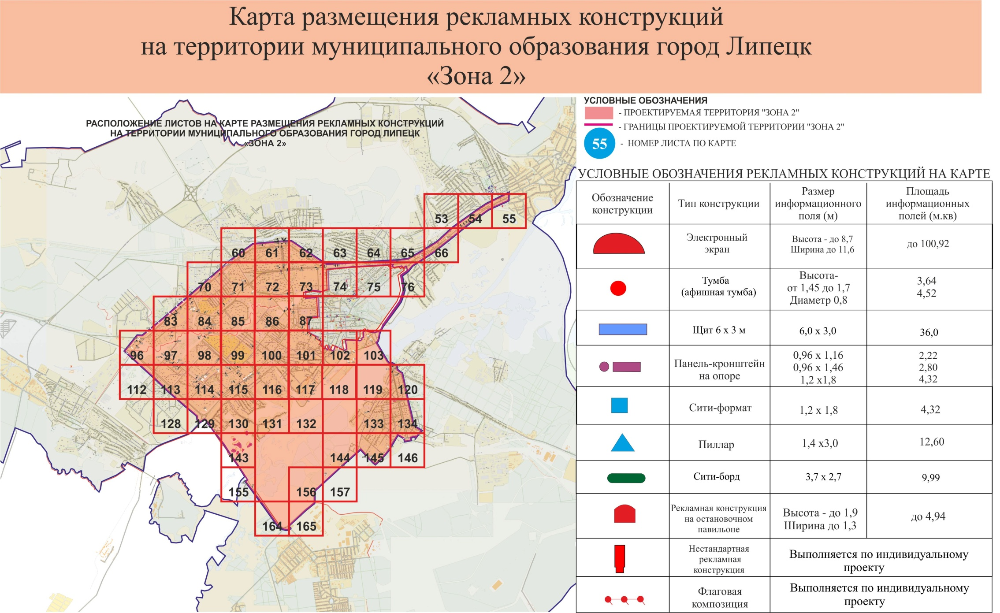 Карта размещения рекламных конструкций
на территории муниципального образования город Липецк
«Зона 2»
РАСПОЛОЖЕНИЕ ЛИСТОВ НА КАРТЕ РАЗМЕЩЕНИЯ РЕКЛАМНЫХ КОНСТРУКЦИЙ
НА ТЕРРИТОРИИ МУНИЦИПАЛЬНОГО ОБРАЗОВАНИЯ ГОРОД ЛИПЕЦК
«ЗОНА 2»
53 54 55
60 61 62 63 64 65 66
6
70 71 72 73 74 75 76
83 84 85 86 87
96 97 98 99 100 101 102 103
112 113 114 115 116 117 118 119 120
128 129 130 131 132 133 134
143 144 145 146
155 156 157
164 165
УСЛОВНЫЕ ОБОЗНАЧЕНИЯ
- ПРОЕКТИРУЕМАЯ ТЕРРИТОРИЯ "ЗОНА 2"
- ГРАНИЦЫ ПРОЕКТИРУЕМОЙ ТЕРРИТОРИИ "ЗОНА 2"
55 - НОМЕР ЛИСТА ПО КАРТЕ
УСЛОВНЫЕ ОБОЗНАЧЕНИЯ РЕКЛАМНЫХ КОНСТРУКЦИЙ НА КАРТЕ
Обозначение
конструкции
Тип конструкции
Размер
информационного
поля (м)
Площадь
информационных
полей (м.кв)
Электронный
экран
Высота - до 8,7
Ширина до 11,6
до 100,92
Тумба
(афишная тумба)
Высота-
от 1,45 до 1,7
Диаметр 0,8
3,64
4,52
Щит 6 х 3 м
6,0 х 3,0
36,0
Панель-кронштейн
на опоре
0,96 х 1,16
0,96 х 1,46
1,2 х1,8
2,22
2,80
4,32
Сити-формат
1,2 х 1,8
4,32
Пиллар
1,4 х3,0
12,60
Сити-борд
3,7 х 2,7
9,99
Рекламная конструкция
на остановочном
павильоне
Высота - до 1,9
Ширина до 1,3
до 4,94
Нестандартная
рекламная
конструкция
Выполняется по индивидуальному
проекту
Флаговая
композиция
Выполняется по индивидуальному
проекту